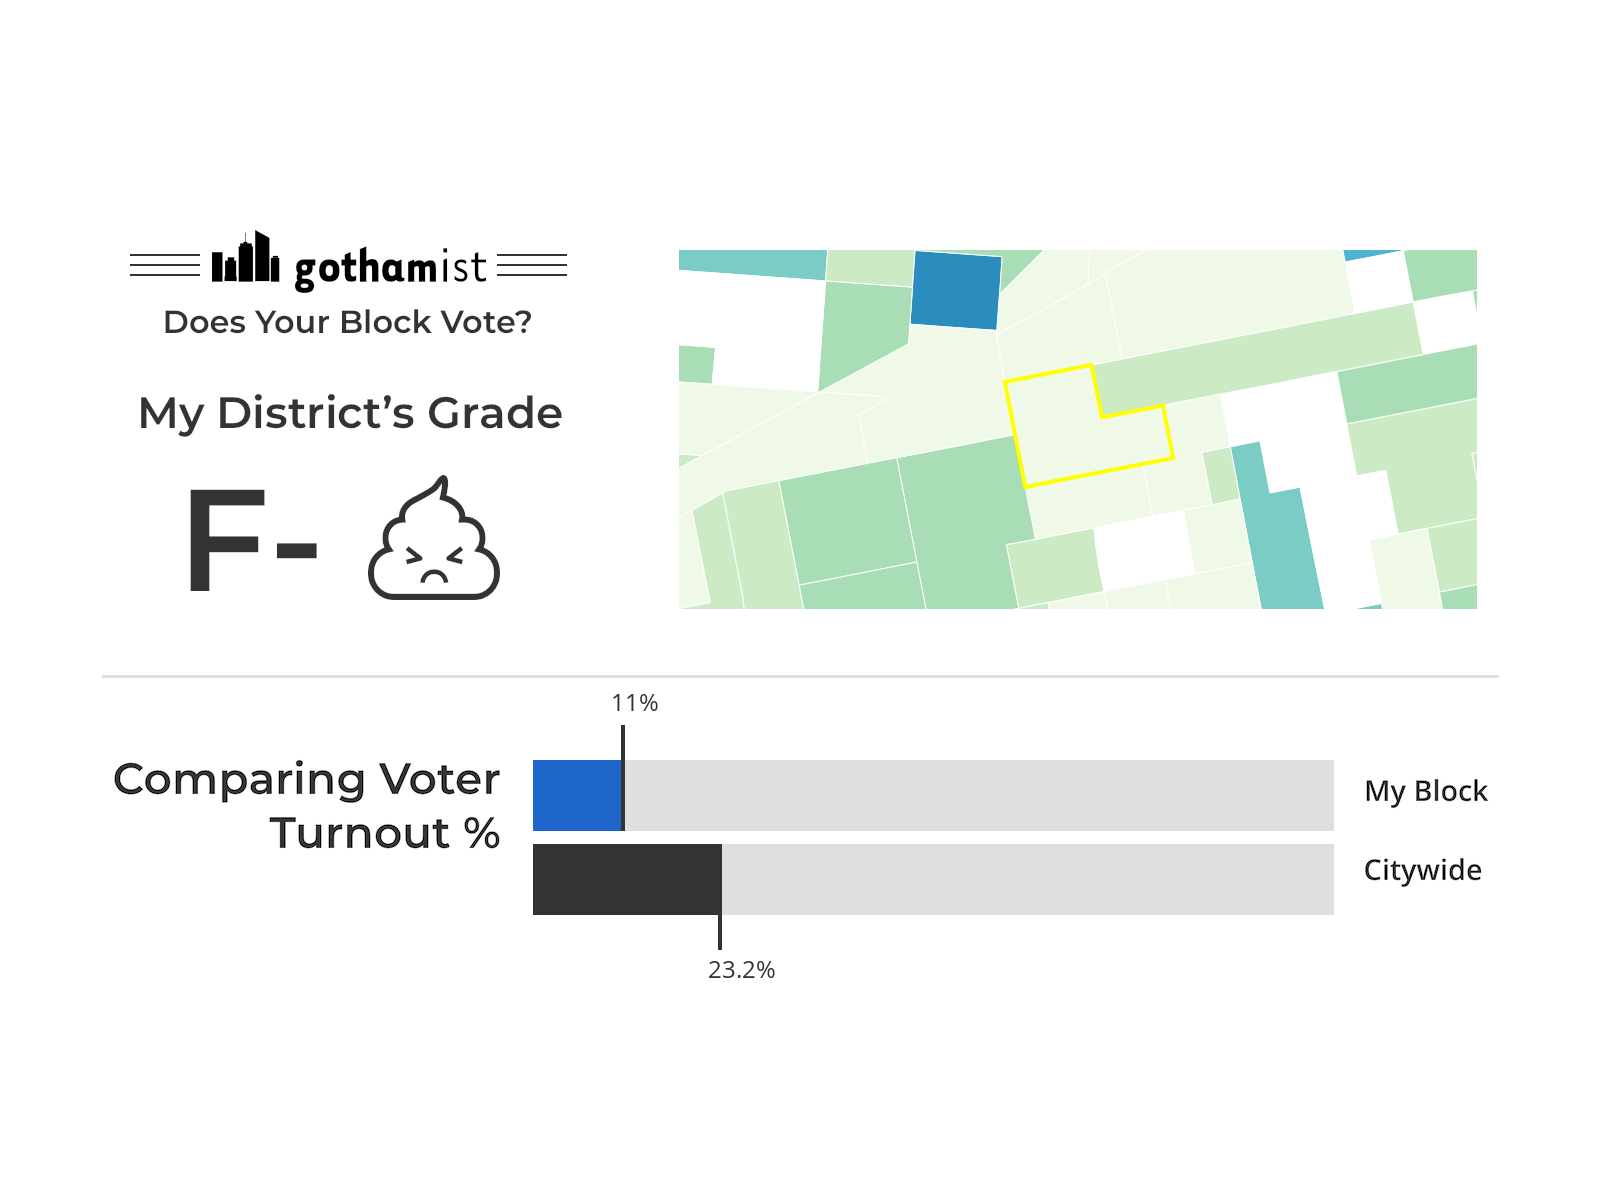 gothamist
Does Your Block Vote?
My District’s Grade
F-
11%
Comparing Voter
Turnout %
My Block
Citywide
23.2%